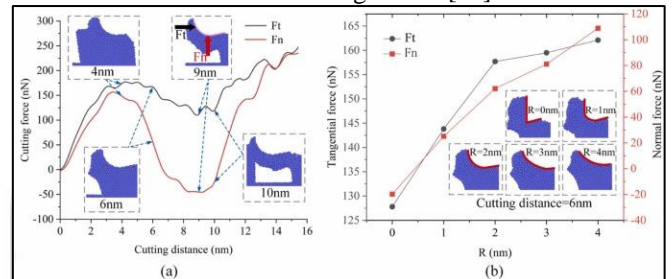 Ft
Fn
300
250
200
150
100
50
0
-50
-100
Cutting force (nN)
4nm
Ft
Fn
9nm
6nm
10nm
0 2 4 6 8 10 12 14 16
Cutting distance (nm)
(a)
Ft
Fn
165
160
155
150
145
140
135
130
125
Tangential force (nN)
120
100
80
60
40
20
0
-20
-40
Normal force (nN)
R=0nm
R=1nm
R=2nm
R=3nm
R=4nm
Cutting distance=6nm
0 1 2 3 4
R (nm)
(b)